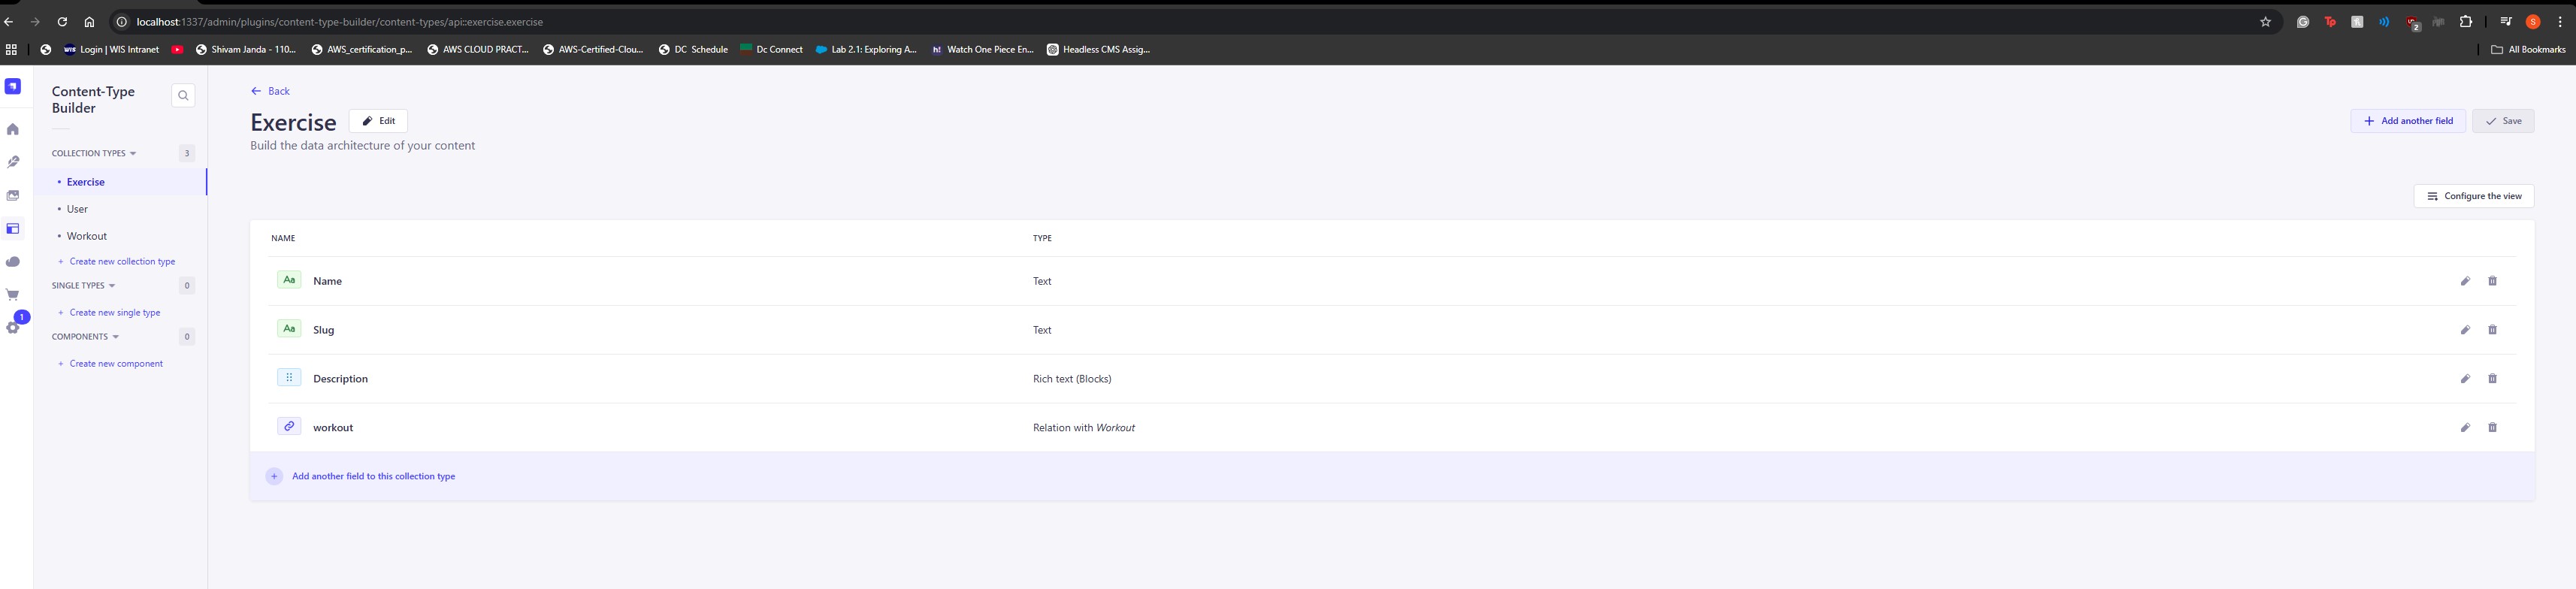 localhost:1337/admin/plugins/content-type-builder/content-types/api::exercise.exercise
Login | WIS Intranet
Shivam Janda - 110...
AWS_certification_p...
AWS CLOUD PRACT...
AWS-Certified-Clou...
DC Schedule
Dc Connect
Lab 2.1: Exploring A...
h! Watch One Piece En...
Headless CMS Assig...
All Bookmarks
Content-Type
Builder
COLLECTION TYPES 3
Exercise
User
Workout
+ Create new collection type
SINGLE TYPES 0
+ Create new single type
COMPONENTS 0
+ Create new component
1
Back
Exercise
Edit
Build the data architecture of your content
+ Add another field
Save
Configure the view
NAME TYPE
Aa Name Text
Aa Slug Text
Description Rich text (Blocks)
workout Relation with Workout
+ Add another field to this collection type